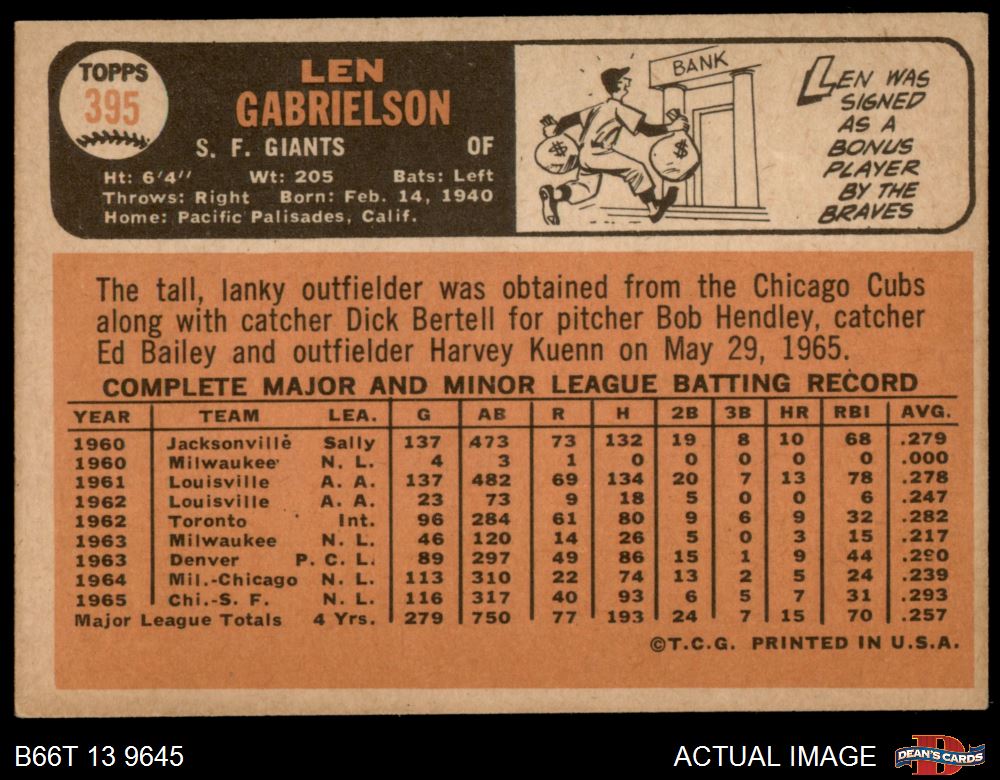 TOPPS
395
LEN
GABRIELSON
S. F. GIANTS OF
Ht: 6'4" Wt: 205 Bats: Left
Throws: Right Born: Feb. 14, 1940
Home: Pacific Palisades, Calif.
BANK
$ $
LEN WAS
SIGNED
AS A
BONUS
PLAYER
BY THE
BRAVES
The tall, lanky outfielder was obtained from the Chicago Cubs
along with catcher Dick Bertell for pitcher Bob Hendley, catcher
Ed Bailey and outfielder Harvey Kuenn on May 29, 1965.
COMPLETE MAJOR AND MINOR LEAGUE BATTING RECORD
YEAR TEAM LEA. G AB R H 2B 3B HR RBI AVG.
1960 Jacksonville Sally 137 473 73 132 19 8 10 68 .279
1960 Milwaukee N. L. 4 3 1 0 0 0 0 0 .000
1961 Louisville A. A. 137 482 69 134 20 7 13 78 .278
1962 Louisville A. A. 23 73 9 18 5 0 0 6 .247
1962 Toronto Int. 96 284 61 80 9 6 9 32 .282
1963 Milwaukee N. L. 46 120 14 26 5 0 3 15 .217
1963 Denver P. C. L. 89 297 49 86 15 1 9 44 .290
1964 Mil.-Chicago N. L. 113 310 22 74 13 2 5 24 .239
1965 Chi.-S. F. N. L. 116 317 40 93 6 5 7 31 .293
Major League Totals 4 Yrs. 279 750 77 193 24 7 15 70 .257
©T.C.G. PRINTED IN U.S.A.
B66T 13 9645 ACTUAL IMAGE
D
DEAN'S CARDS